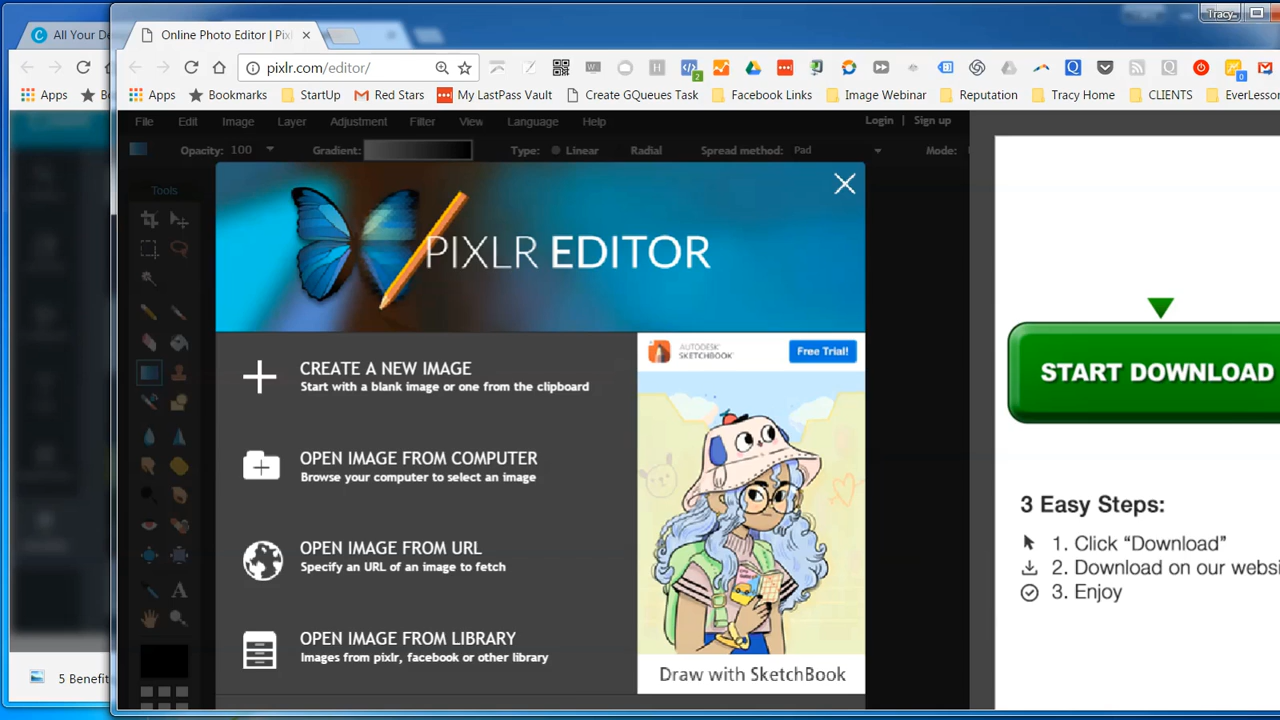 Tracy
All Your De
Online Photo Editor | Pixl
pixlr.com/editor/
Apps
Apps
Bookmarks
StartUp
Red Stars
My LastPass Vault
Create GQueues Task
Facebook Links
Image Webinar
Reputation
Tracy Home
CLIENTS
EverLesson
File Edit Image Layer Adjustment Filter View Language Help
Login | Sign up
Opacity: 100 Gradient: Type: Linear Radial Spread method: Pad Mode:
Tools
PIXLR EDITOR
CREATE A NEW IMAGE
Start with a blank image or one from the clipboard
OPEN IMAGE FROM COMPUTER
Browse your computer to select an image
OPEN IMAGE FROM URL
Specify an URL of an image to fetch
OPEN IMAGE FROM LIBRARY
Images from pixlr, facebook or other library
AUTODESK
SKETCHBOOK
Free Trial!
Draw with SketchBook
START DOWNLOAD
3 Easy Steps:
1. Click “Download”
2. Download on our websi
3. Enjoy
5 Benefit